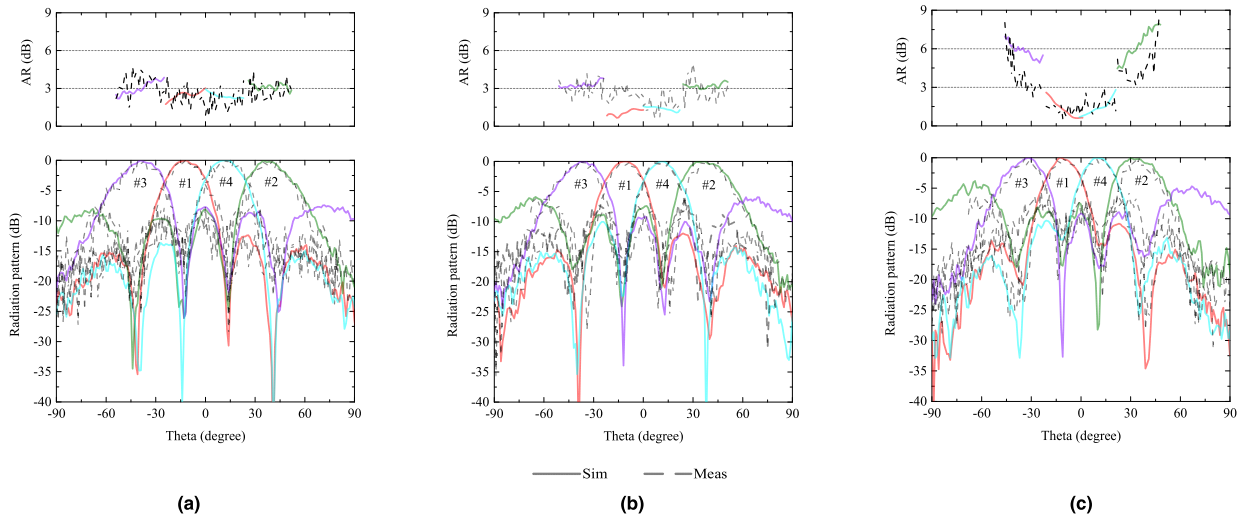 9
6
3
0
AR (dB)
9
6
3
0
AR (dB)
9
6
3
0
AR (dB)
0
-5
-10
-15
-20
-25
-30
-35
-40
Radiation pattern (dB)
#3 #1 #4 #2
-90 -60 -30 0 30 60 90
Theta (degree)
0
-5
-10
-15
-20
-25
-30
-35
-40
Radiation pattern (dB)
#3 #1 #4 #2
-90 -60 -30 0 30 60 90
Theta (degree)
0
-5
-10
-15
-20
-25
-30
-35
-40
Radiation pattern (dB)
#3 #1 #4 #2
-90 -60 -30 0 30 60 90
Theta (degree)
Sim Meas
(a) (b) (c)